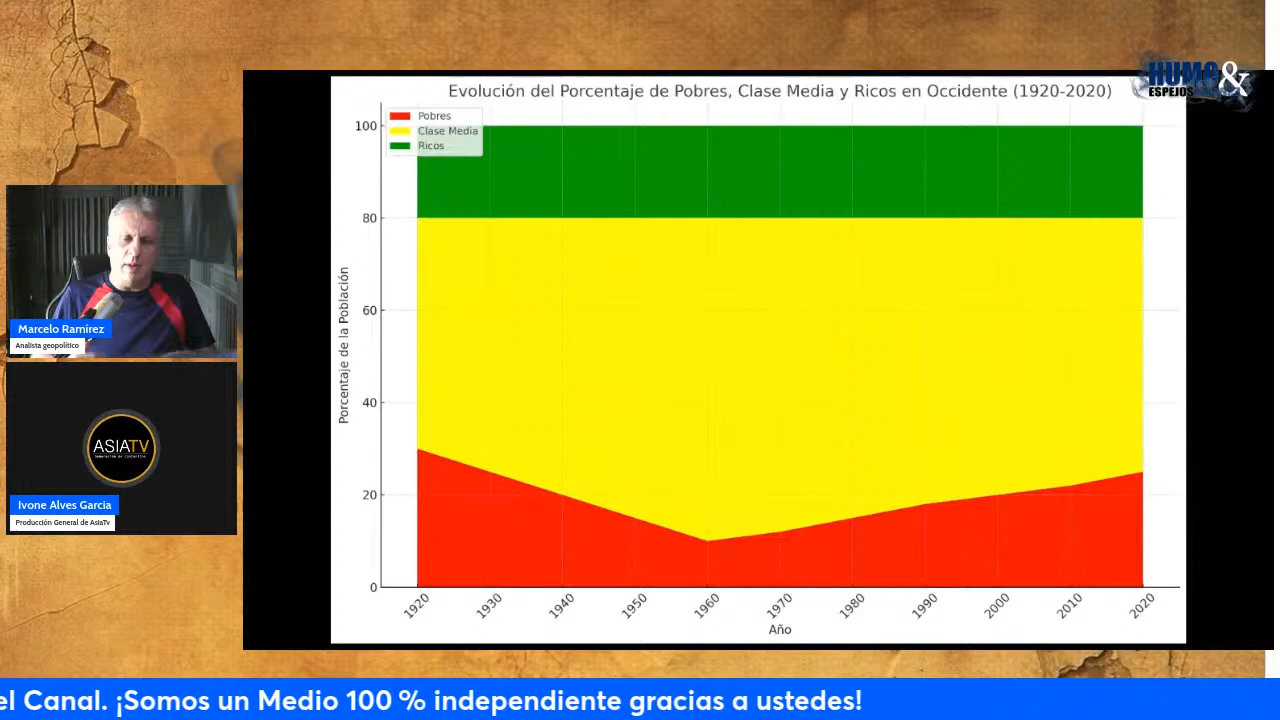 Evolución del Porcentaje de Pobres, Clase Media y Ricos en Occidente (1920-2020)
HUMO &
ESPEJOS
Pobres
Clase Media
Ricos
100
80
60
40
20
0
Porcentaje de la Población
1920
1930
1940
1950
1960
1970
1980
1990
2000
2010
2020
Año
Marcelo Ramírez
Analista geopolítico
ASIATV
Ivone Alves Garcia
Producción General de AsiaTv
el Canal. ¡Somos un Medio 100 % independiente gracias a ustedes!